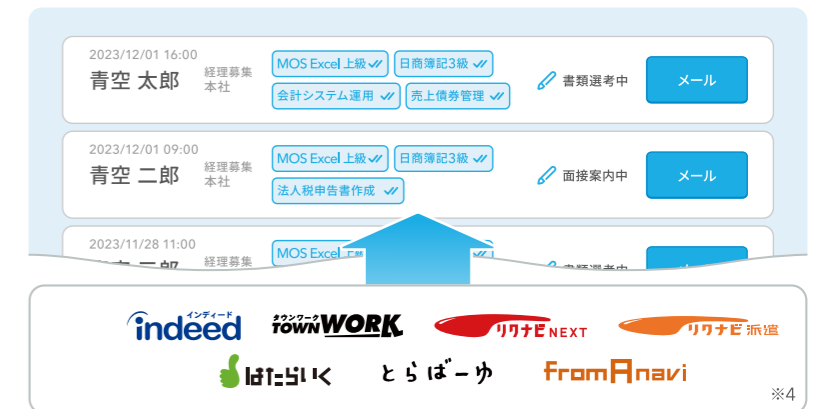 2023/12/01 16:00
青空 太郎
経理募集
本社
MOS Excel 上級
日商簿記3級
会計システム運用
売上債券管理
書類選考中
メール
2023/12/01 09:00
青空 二郎
経理募集
本社
MOS Excel 上級
日商簿記3級
法人税申告書作成
面接案内中
メール
2023/11/28 11:00
経理募集
MOS Excel
インディード
indeed
タウンワーク
TOWNWORK
リクナビNEXT
リクナビ派遣
はたらいく
とらばーゆ
fromAnavi
※4